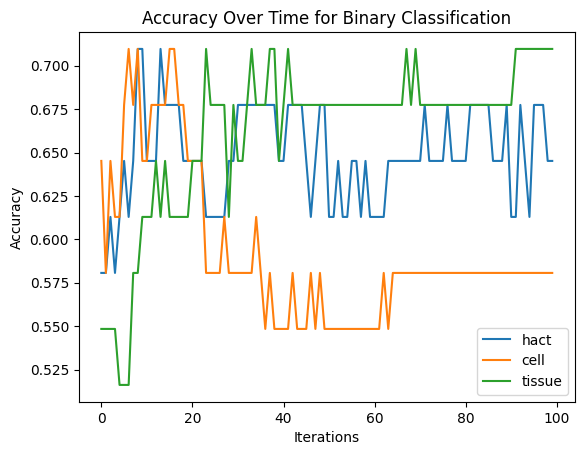 Accuracy Over Time for Binary Classification
Accuracy
0.700
0.675
0.650
0.625
0.600
0.575
0.550
0.525
0 20 40 60 80 100
Iterations
hact
cell
tissue